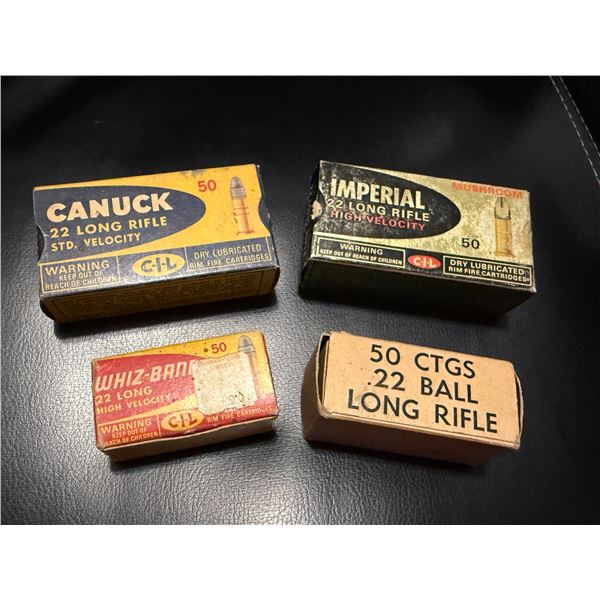 CANUCK
50
22 LONG RIFLE
STD. VELOCITY
WARNING
KEEP OUT OF
REACH OF CHILDREN
C-I-L
DRY LUBRICATED
RIM FIRE CARTRIDGES
MUSHROOM
IMPERIAL
22 LONG RIFLE
HIGH VELOCITY
50
WARNING
KEEP OUT OF REACH OF CHILDREN
C-I-L
DRY LUBRICATED
RIM FIRE CARTRIDGES
50
WHIZ-BAN
22 LONG
HIGH VELOCITY
WARNING
KEEP OUT OF
REACH OF CHILDREN
C-I-L
RIM FIRE CARTRIDGES
50 CTGS
.22 BALL
LONG RIFLE